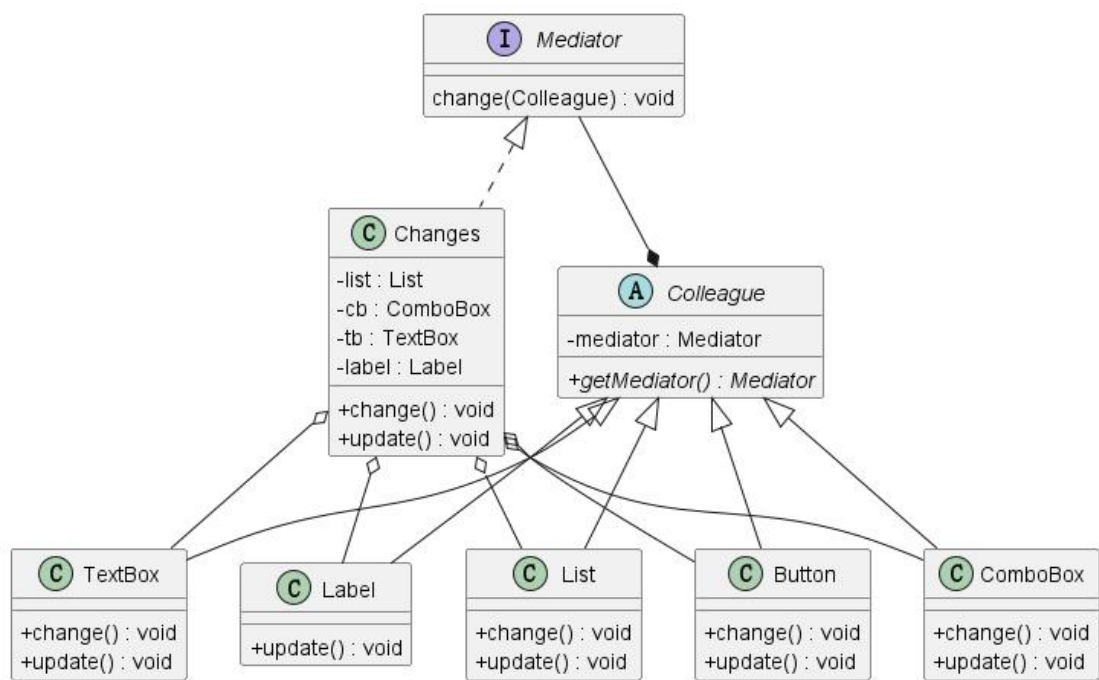 I Mediator
change(Colleague) : void
C Changes
-list : List
-cb : ComboBox
-tb : TextBox
-label : Label
+change() : void
+update() : void
A Colleague
-mediator : Mediator
+getMediator() : Mediator
C TextBox
+change() : void
+update() : void
C Label
+update() : void
C List
+change() : void
+update() : void
C Button
+change() : void
+update() : void
C ComboBox
+change() : void
+update() : void